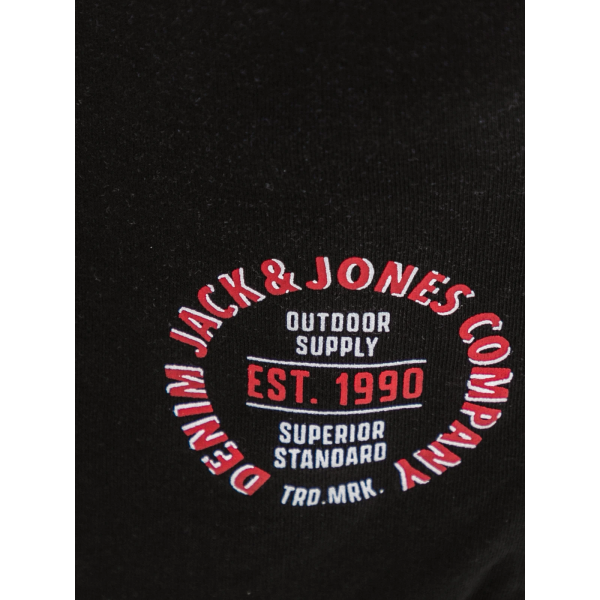 DENIM JACK & JONES COMPANY
OUTDOOR
SUPPLY
EST. 1990
SUPERIOR
STANDARD
TRD.MRK.